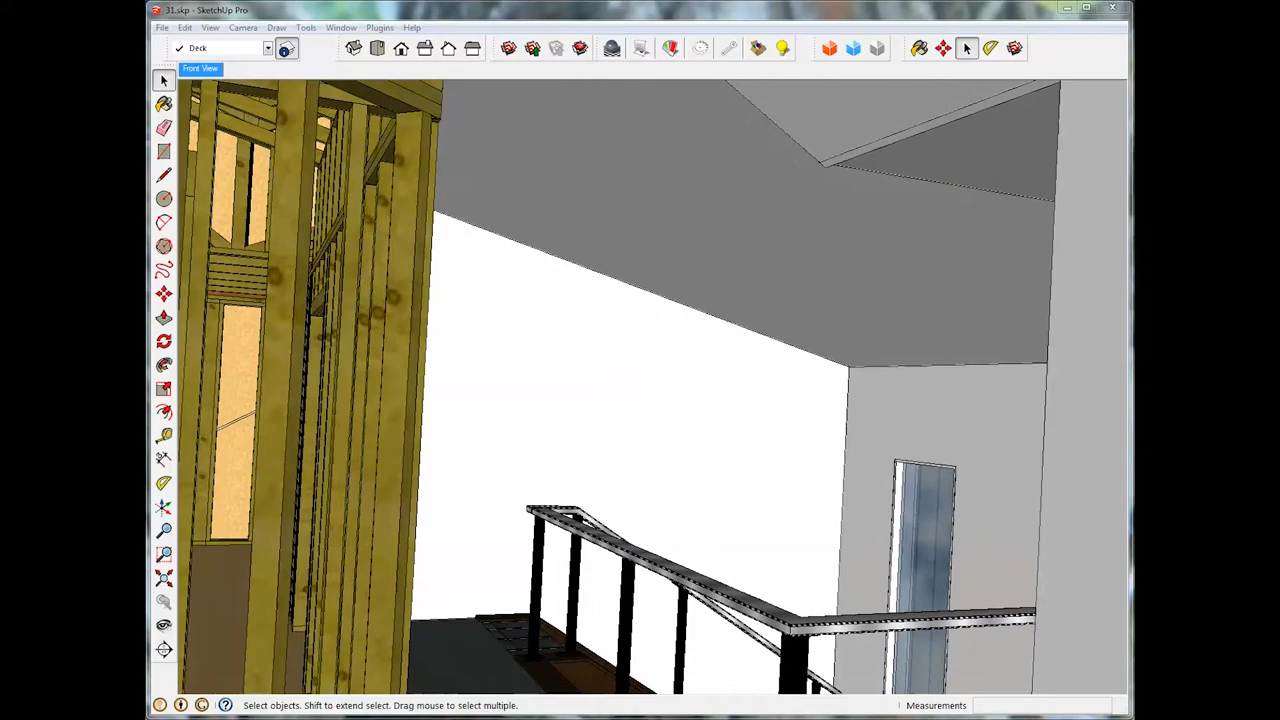 31.skp - SketchUp Pro
File Edit View Camera Draw Tools Window Plugins Help
Deck
Front View
Select objects. Shift to extend select. Drag mouse to select multiple.
Measurements